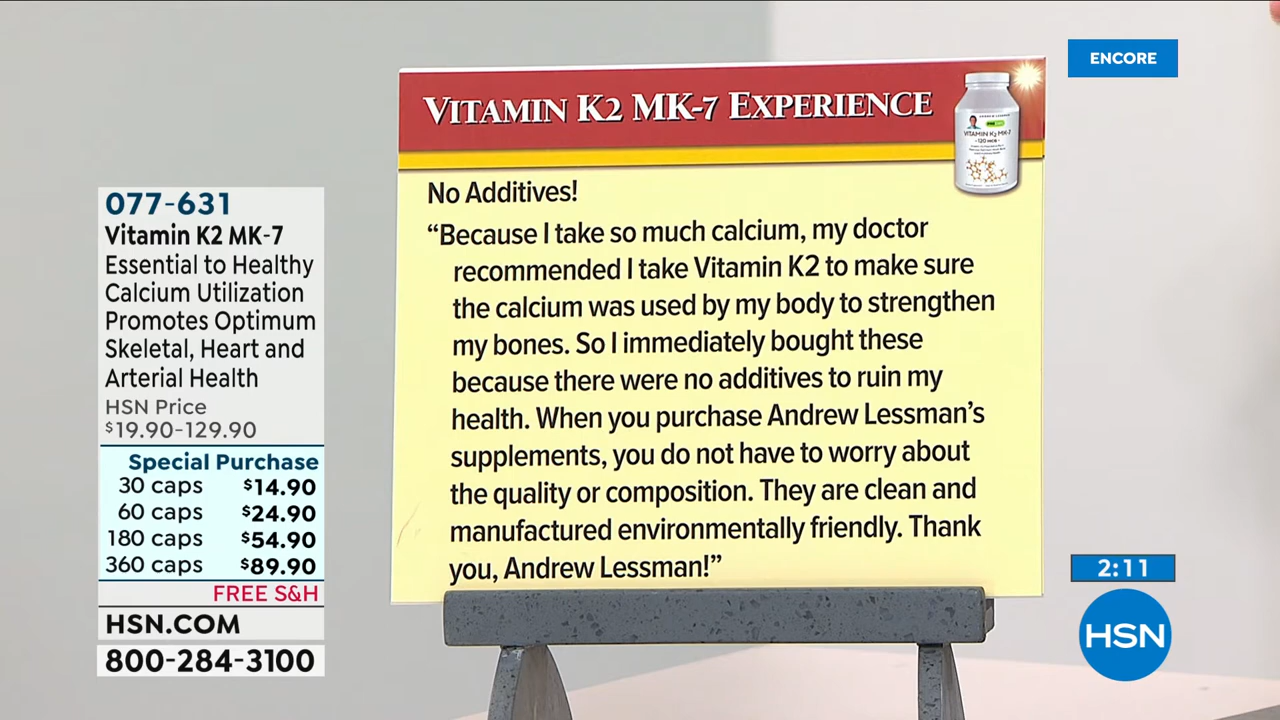 ENCORE
VITAMIN K2 MK-7 EXPERIENCE
VITAMIN K2 MK-7
120 MCG
No Additives!
“Because I take so much calcium, my doctor
recommended I take Vitamin K2 to make sure
the calcium was used by my body to strengthen
my bones. So I immediately bought these
because there were no additives to ruin my
health. When you purchase Andrew Lessman’s
supplements, you do not have to worry about
the quality or composition. They are clean and
manufactured environmentally friendly. Thank
you, Andrew Lessman!”
077-631
Vitamin K2 MK-7
Essential to Healthy
Calcium Utilization
Promotes Optimum
Skeletal, Heart and
Arterial Health
HSN Price
$19.90-129.90
Special Purchase
30 caps $14.90
60 caps $24.90
180 caps $54.90
360 caps $89.90
FREE S&H
HSN.COM
800-284-3100
2:11
HSN